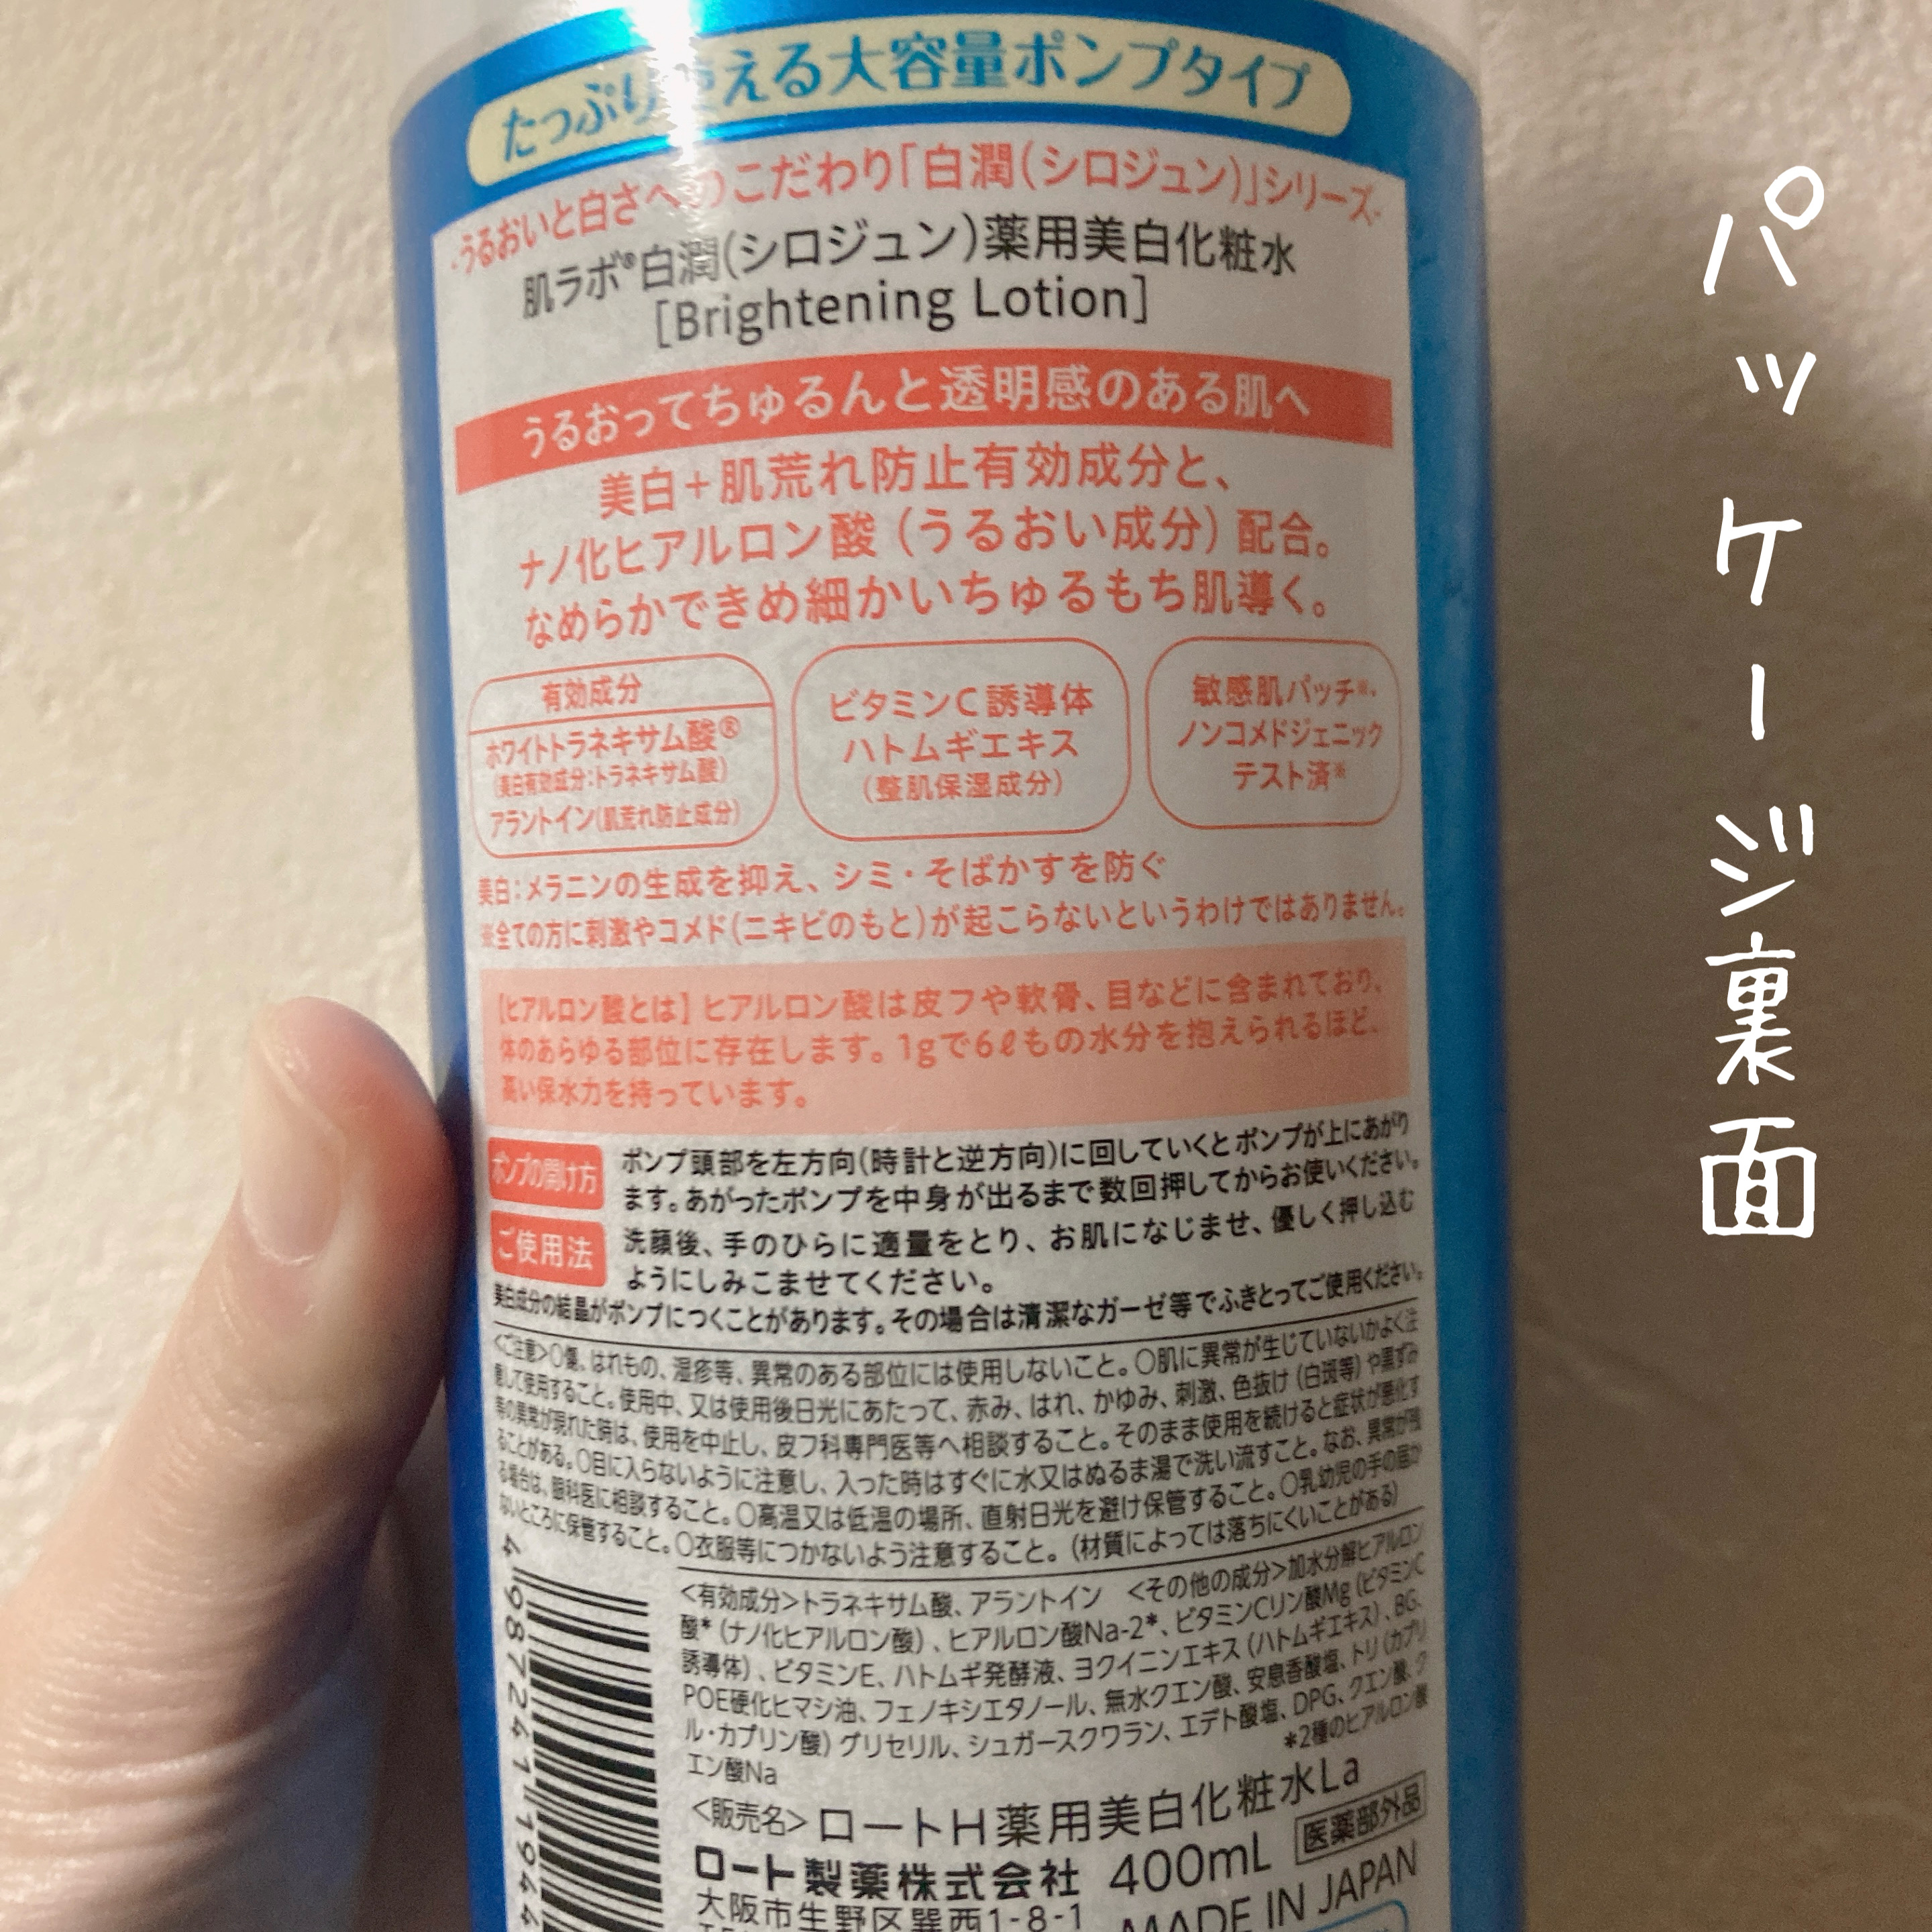 たっぷり使える大容量ポンプタイプ
うるおいと白さへのこだわり「白潤(シロジュン)」シリーズ
肌ラボ®白潤(シロジュン)薬用美白化粧水
[Brightening Lotion]
うるおってちゅるんと透明感のある肌へ
美白+肌荒れ防止有効成分と、
ナノ化ヒアルロン酸(うるおい成分)配合。
なめらかできめ細かいちゅるもち肌導く。
有効成分
ホワイトトラネキサム酸®
(美白有効成分:トラネキサム酸)
アラントイン(肌荒れ防止成分)
ビタミンC誘導体
ハトムギエキス
(整肌保湿成分)
敏感肌パッチ※・
ノンコメドジェニック
テスト済※
美白:メラニンの生成を抑え、シミ・そばかすを防ぐ
※全ての方に刺激やコメド(ニキビのもと)が起こらないというわけではありません。
【ヒアルロン酸とは】ヒアルロン酸は皮フや軟骨、目などに含まれており、
体のあらゆる部位に存在します。1gで6ℓもの水分を抱えられるほど、
高い保水力を持っています。
ポンプの開け方
ポンプ頭部を左方向(時計と逆方向)に回していくとポンプが上にあがり
ます。あがったポンプを中身が出るまで数回押してからお使いください。
ご使用法
洗顔後、手のひらに適量をとり、お肌になじませ、優しく押し込む
ようにしみこませてください。
美白成分の結晶がポンプにつくことがあります。その場合は清潔なガーゼ等でふきとってご使用ください。
<ご注意>○傷、はれもの、湿疹等、異常のある部位には使用しないこと。○肌に異常が生じていないかよく注
意して使用すること。使用中、又は使用後日光にあたって、赤み、はれ、かゆみ、刺激、色抜け(白斑等)や黒ずみ
等の異常が現れた時は、使用を中止し、皮フ科専門医等へ相談すること。そのまま使用を続けると症状が悪化す
ることがある。○目に入らないように注意し、入った時はすぐに水又はぬるま湯で洗い流すこと。なお、異常が残
る場合は、眼科医に相談すること。○高温又は低温の場所、直射日光を避け保管すること。○乳幼児の手の届か
ないところに保管すること。○衣服等につかないよう注意すること。(材質によっては落ちにくいことがある)
<有効成分>トラネキサム酸、アラントイン <その他の成分>加水分解ヒアルロン
酸*(ナノ化ヒアルロン酸)、ヒアルロン酸Na-2*、ビタミンCリン酸Mg(ビタミンC
誘導体)、ビタミンE、ハトムギ発酵液、ヨクイニンエキス(ハトムギエキス)、BG、
POE硬化ヒマシ油、フェノキシエタノール、無水クエン酸、安息香酸塩、トリ(カプリ
ル・カプリン酸)グリセリル、シュガースクワラン、エデト酸塩、DPG、クエン酸、ク
エン酸Na
*2種のヒアルロン酸
<販売名>ロートH薬用美白化粧水La
ロート製薬株式会社 400mL 医薬部外品
大阪市生野区巽西1-8-1
MADE IN JAPAN
4 987241 1944
パッケージ裏面